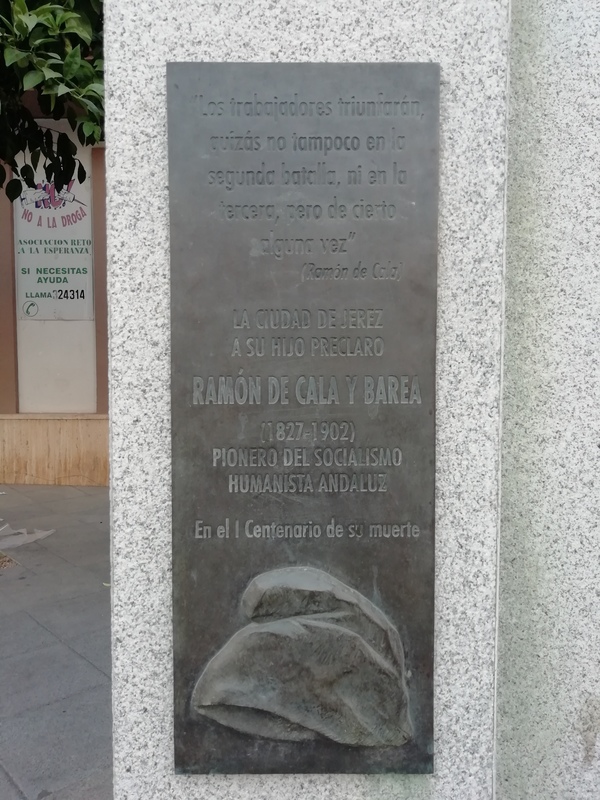 "Los trabajadores triunfarán,
quizás no tampoco en la
segunda batalla, ni en la
tercera, pero de cierto
alguna vez"
(Ramón de Cala)
LA CIUDAD DE JEREZ
A SU HIJO PRECLARO
RAMÓN DE CALA Y BAREA
(1827-1902)
PIONERO DEL SOCIALISMO
HUMANISTA ANDALUZ
En el I Centenario de su muerte
NO A LA DROGA
ASOCIACION RETO
A LA ESPERANZA
SI NECESITAS
AYUDA
LLAMA 324314